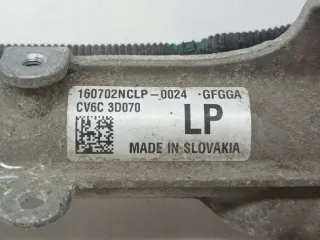 160702NCLP-0024 GFGGA
CV6C 3D070
LP
MADE IN SLOVAKIA